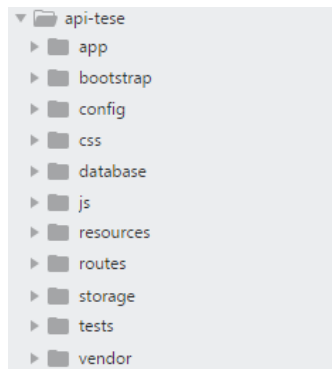 api-tese
app
bootstrap
config
css
database
js
resources
routes
storage
tests
vendor